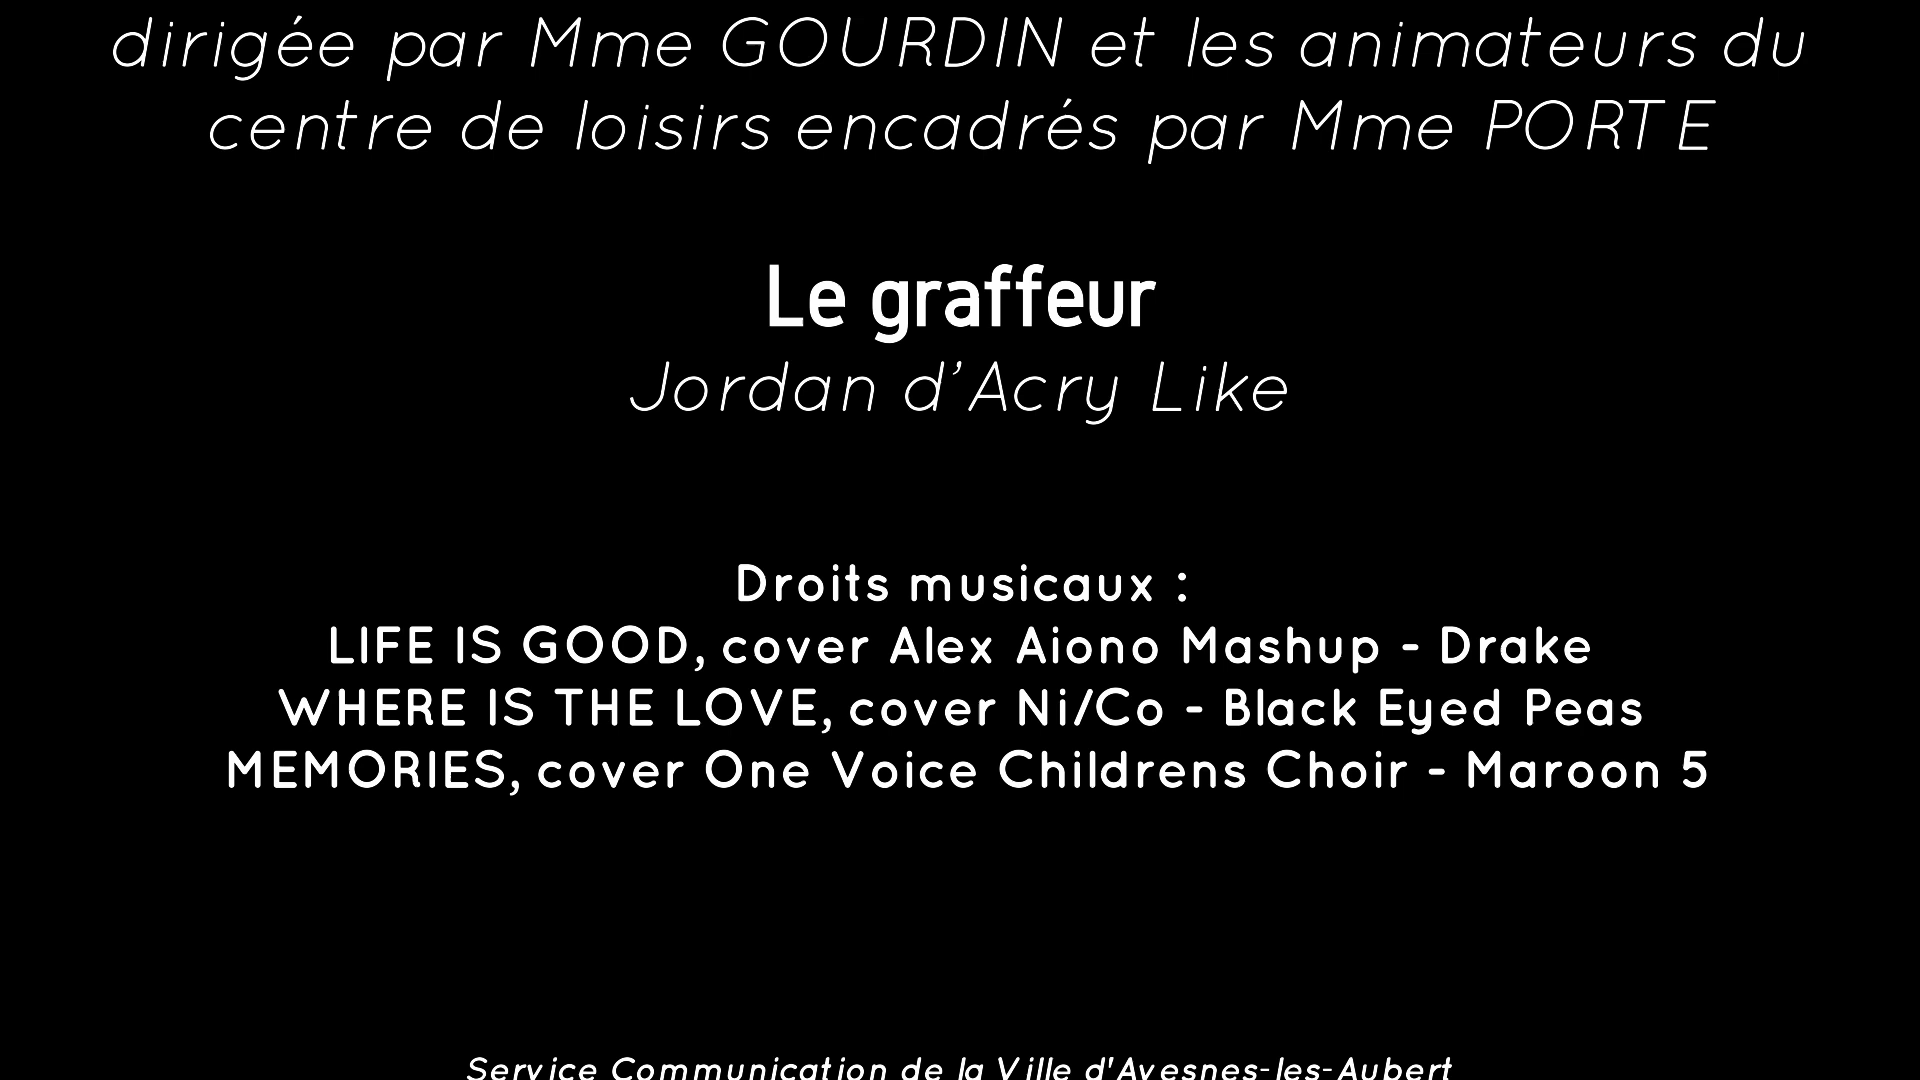 dirigée par Mme GOURDIN et les animateurs du
centre de loisirs encadrés par Mme PORTE
Le graffeur
Jordan d’Acry Like
Droits musicaux :
LIFE IS GOOD, cover Alex Aiono Mashup - Drake
WHERE IS THE LOVE, cover Ni/Co - Black Eyed Peas
MEMORIES, cover One Voice Childrens Choir - Maroon 5
Service Communication de la Ville d'Avesnes-les-Aubert